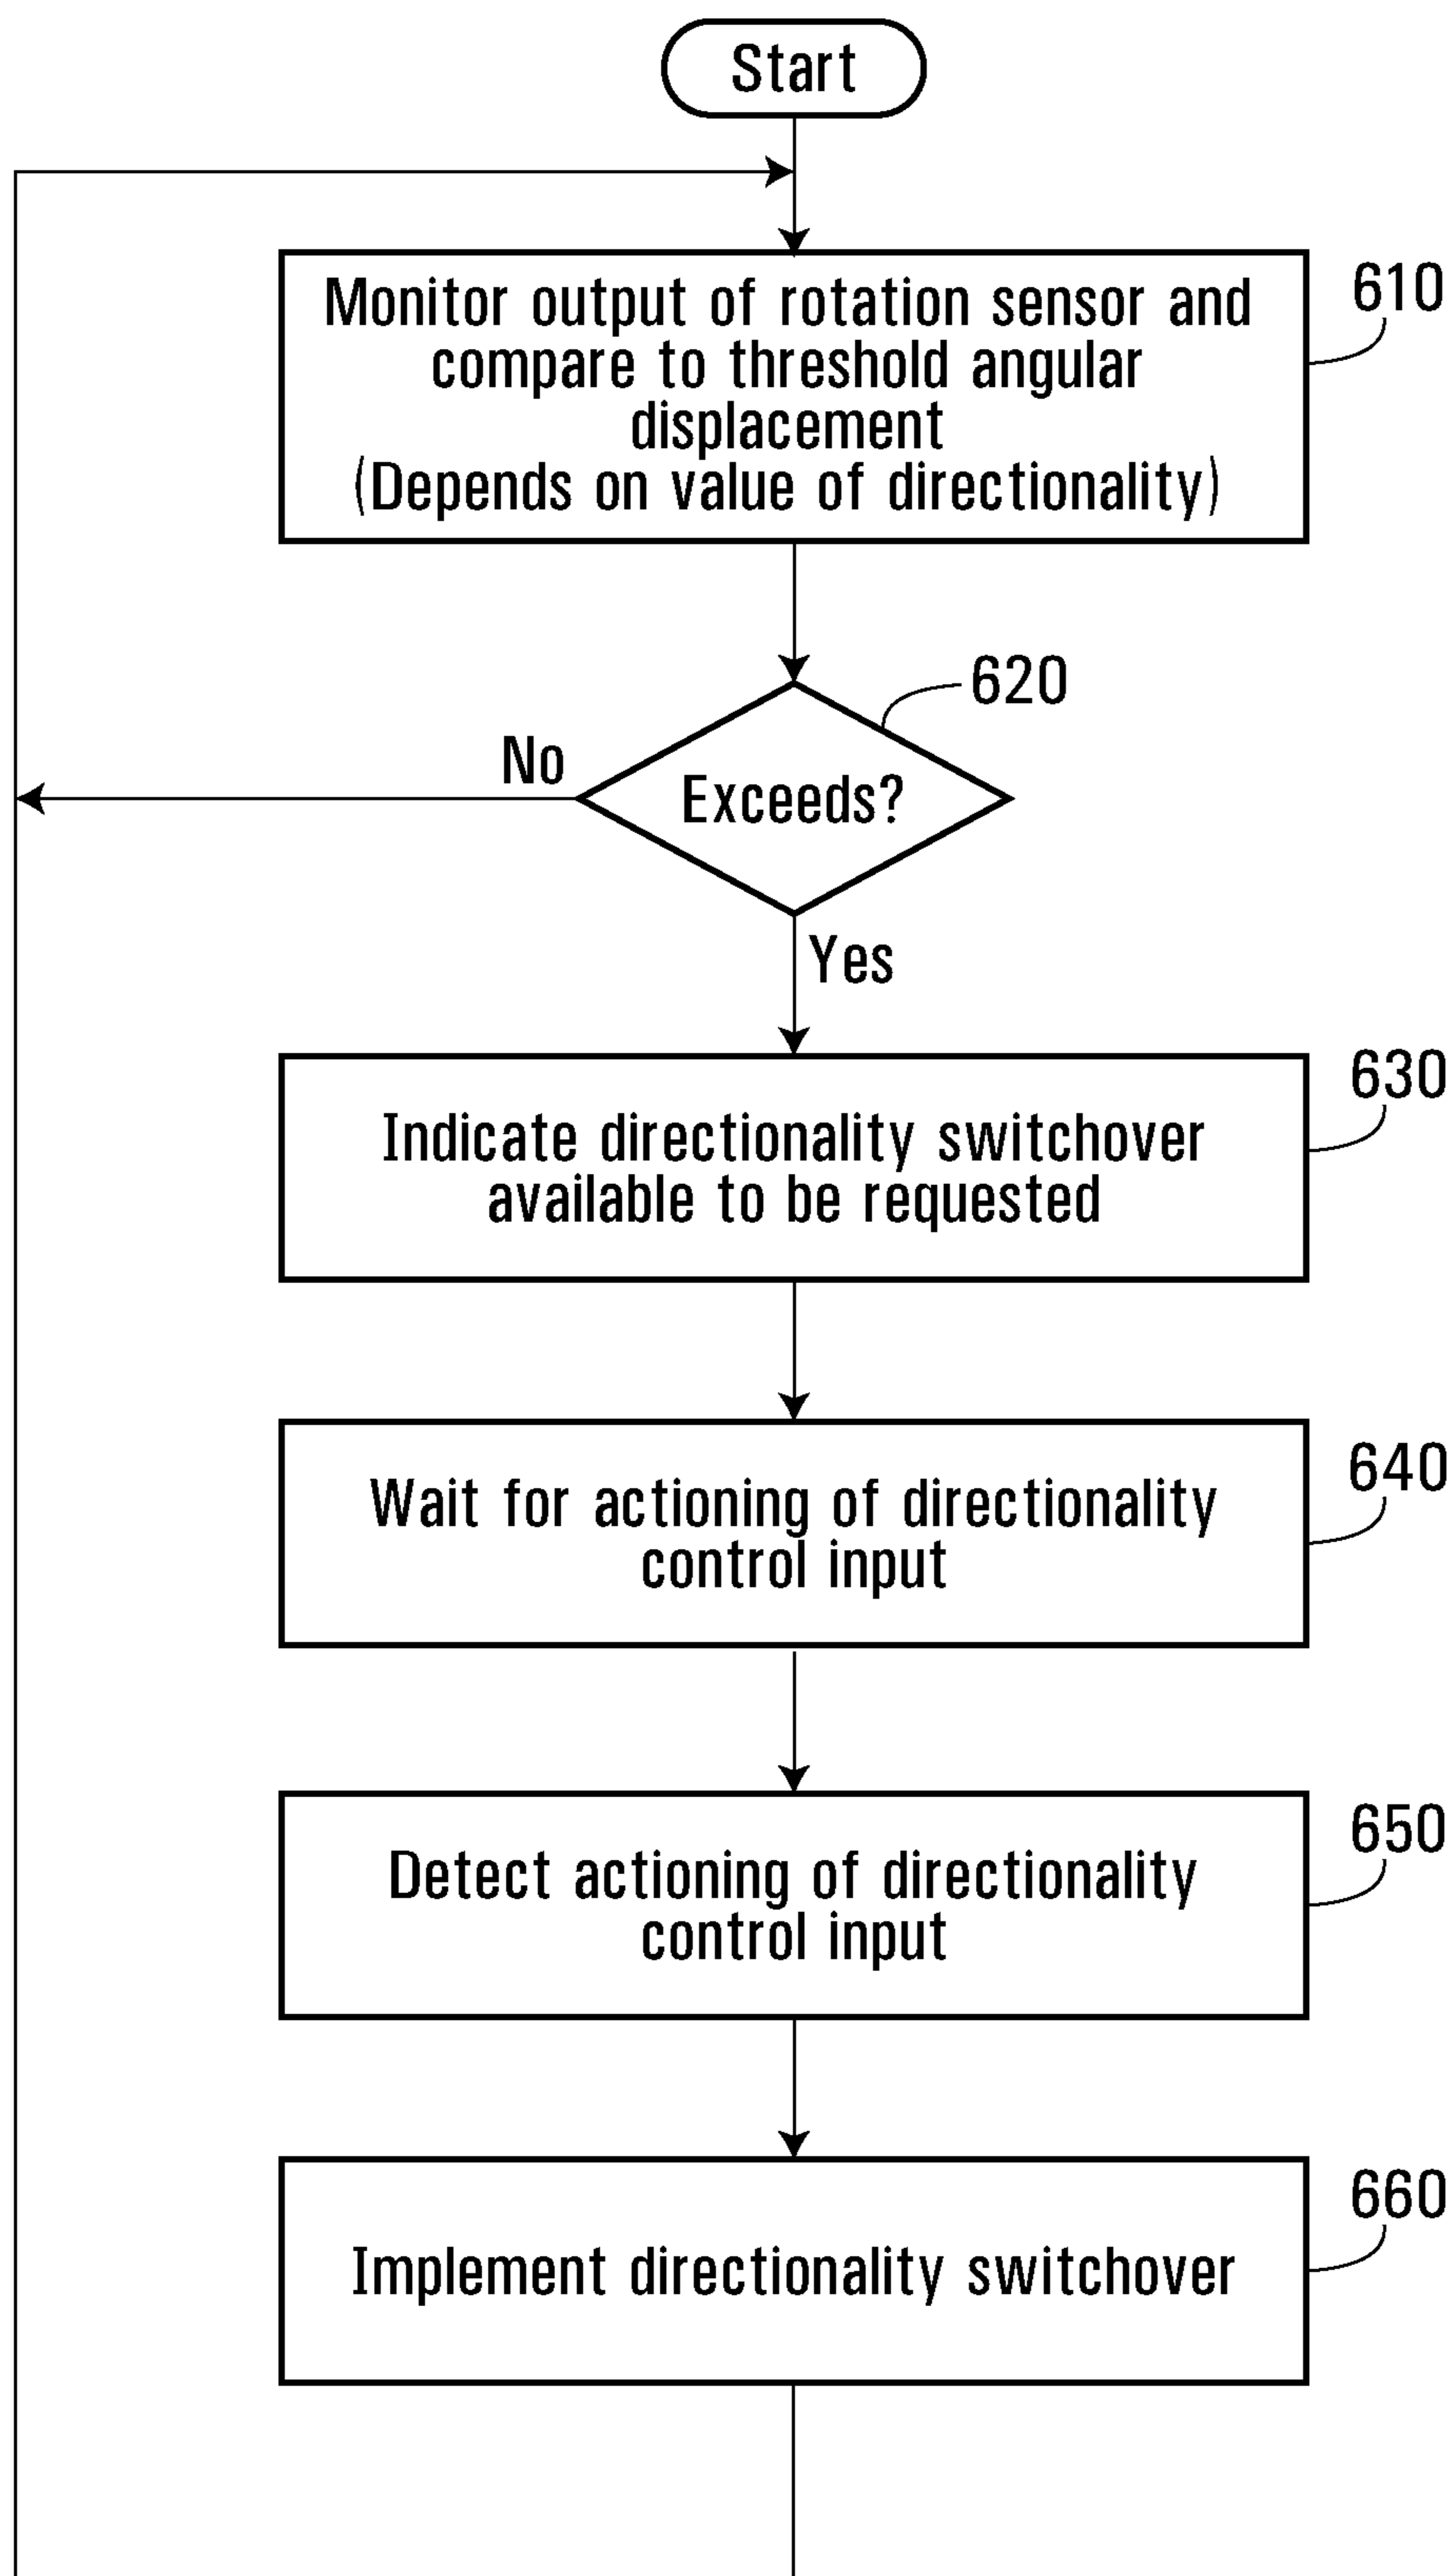 Start
Monitor output of rotation sensor and
compare to threshold angular
displacement
(Depends on value of directionality)
610
620
No
Exceeds?
Yes
Indicate directionality switchover
available to be requested
630
Wait for actioning of directionality
control input
640
Detect actioning of directionality
control input
650
Implement directionality switchover
660